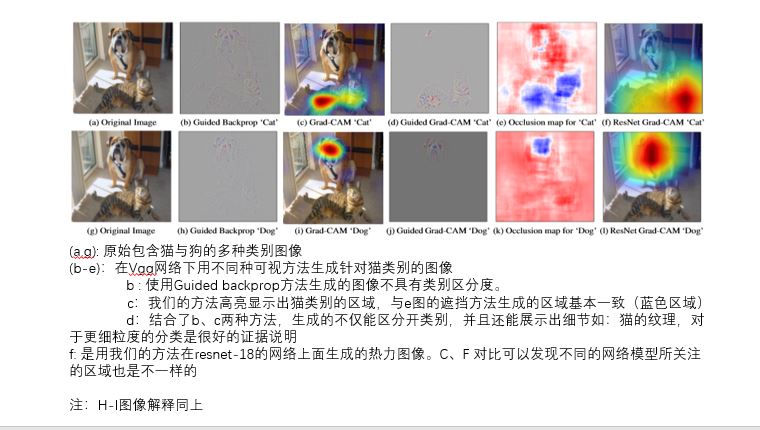 (a) Original Image (b) Guided Backprop 'Cat' (c) Grad-CAM 'Cat' (d) Guided Grad-CAM 'Cat' (e) Occlusion map for 'Cat' (f) ResNet Grad-CAM 'Cat'
(g) Original Image (h) Guided Backprop 'Dog' (i) Grad-CAM 'Dog' (j) Guided Grad-CAM 'Dog' (k) Occlusion map for 'Dog' (l) ResNet Grad-CAM 'Dog'
(a,g): 原始包含猫与狗的多种类别图像
(b-e)：在Vgg网络下用不同种可视方法生成针对猫类别的图像
b : 使用Guided backprop方法生成的图像不具有类别区分度。
c：我们的方法高亮显示出猫类别的区域，与e图的遮挡方法生成的区域基本一致（蓝色区域）
d：结合了b、c两种方法，生成的不仅能区分开类别，并且还能展示出细节如：猫的纹理，对
于更细粒度的分类是很好的证据说明
f: 是用我们的方法在resnet-18的网络上面生成的热力图像。C、F 对比可以发现不同的网络模型所关注
的区域也是不一样的
注：H-I图像解释同上